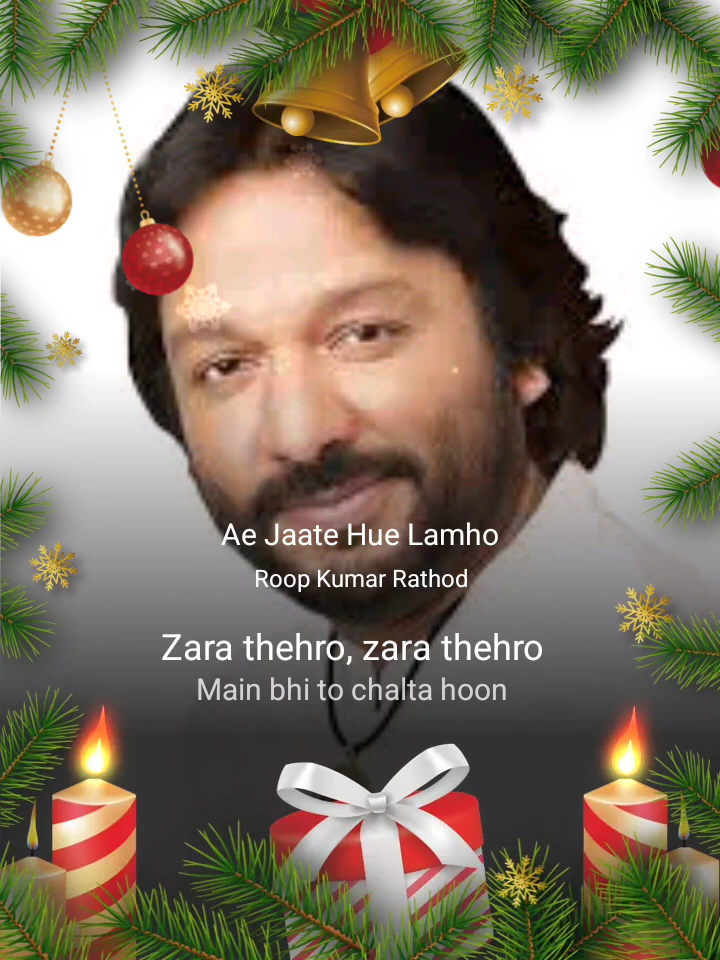 Ae Jaate Hue Lamho
Roop Kumar Rathod
Zara thehro, zara thehro
Main bhi to chalta hoon